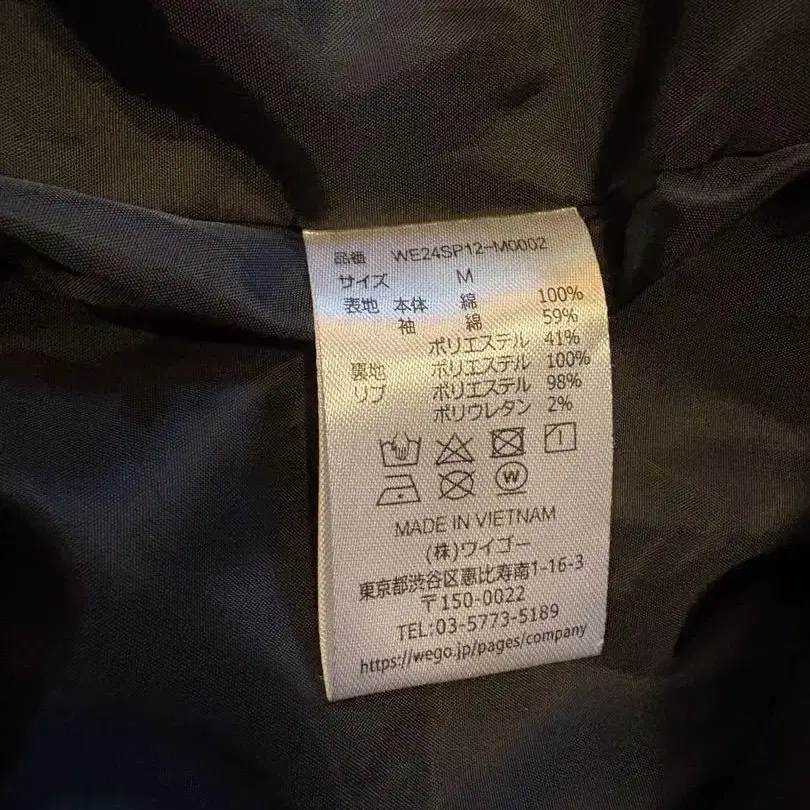 品番 WE24SP12-M0002
サイズ M
表地 本体 綿 100%
袖 綿 59%
ポリエステル 41%
裏地 ポリエステル 100%
リブ ポリエステル 98%
ポリウレタン 2%
W
MADE IN VIETNAM
(株)ワイゴー
東京都渋谷区恵比寿南1-16-3
〒150-0022
TEL:03-5773-5189
https://wego.jp/pages/company